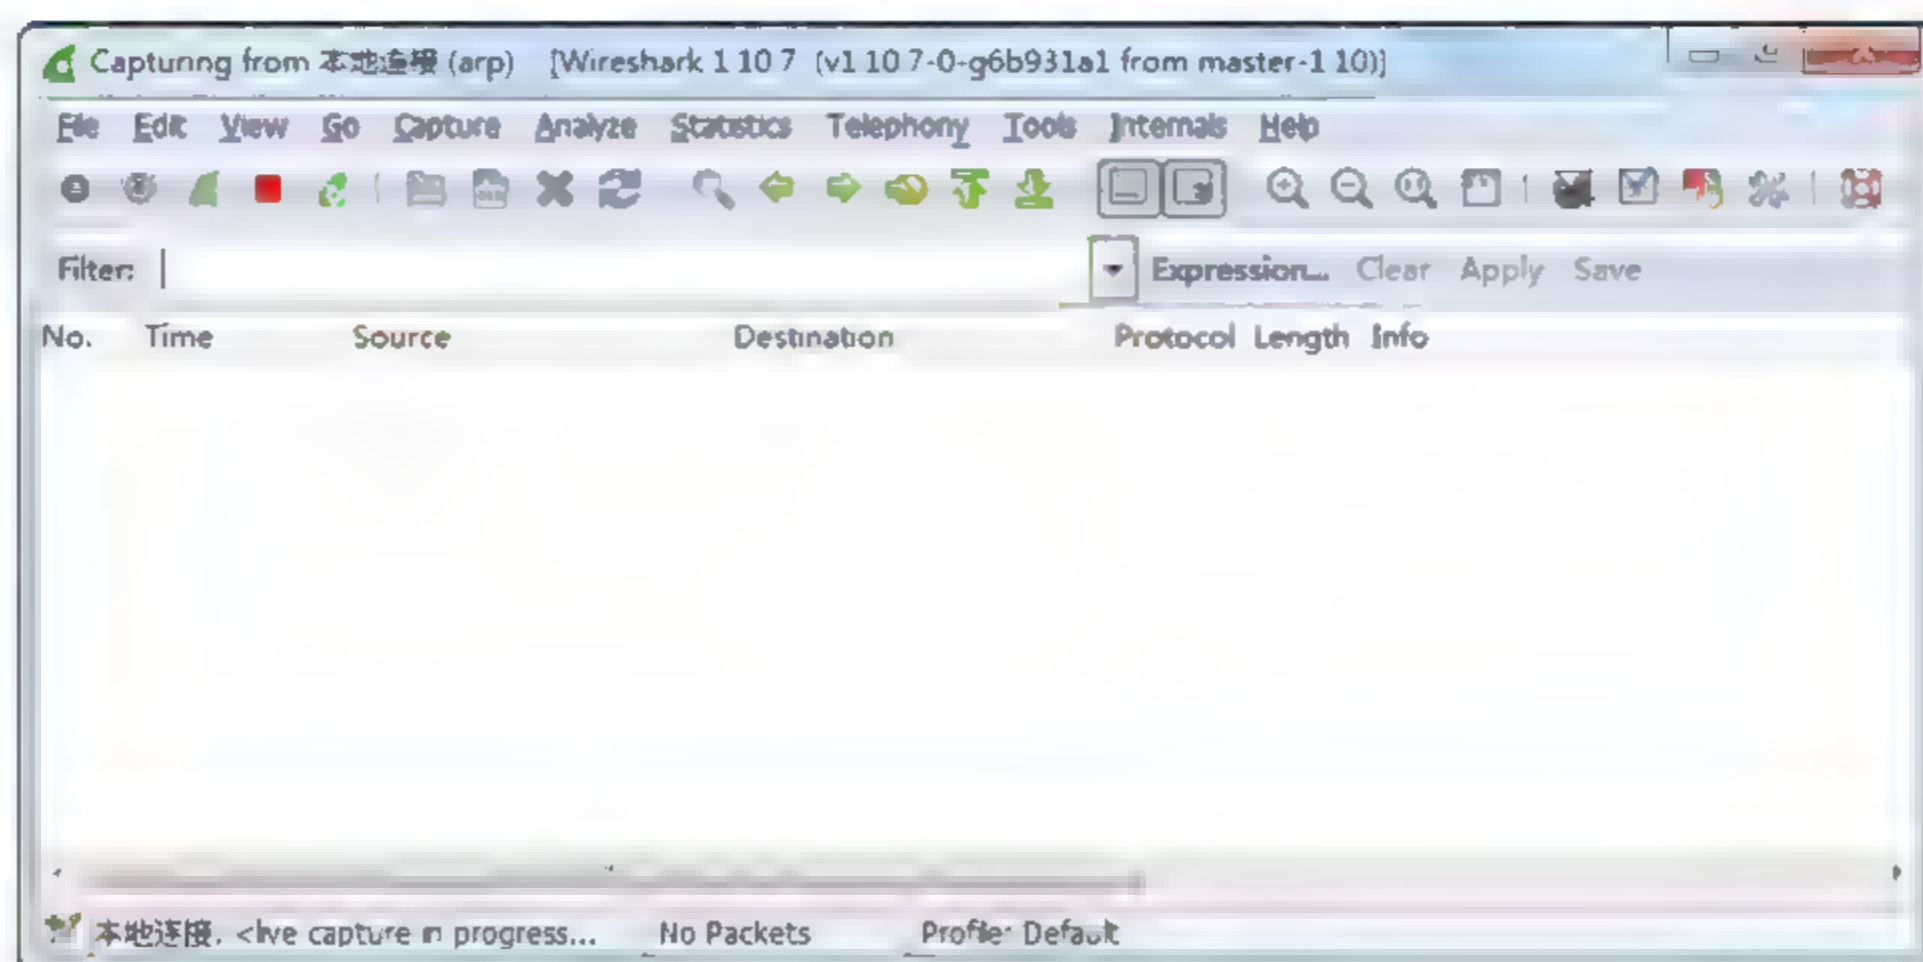 Capturing from 本地连接 (arp) [Wireshark 1.10.7 (v1.10.7-0-g6b931a1 from master-1.10)]
File Edit View Go Capture Analyze Statistics Telephony Tools Internals Help
Filter: Expression... Clear Apply Save
No. Time Source Destination Protocol Length Info
本地连接: <live capture in progress... No Packets Profile: Default